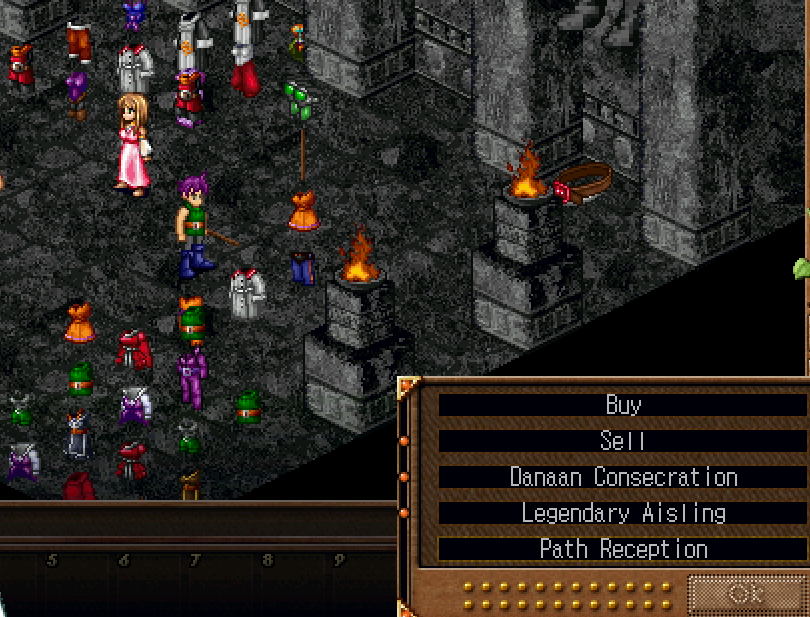 Buy
Sell
Danaan Consecration
Legendary Aisling
Path Reception
5 6 7 8 9
Ok